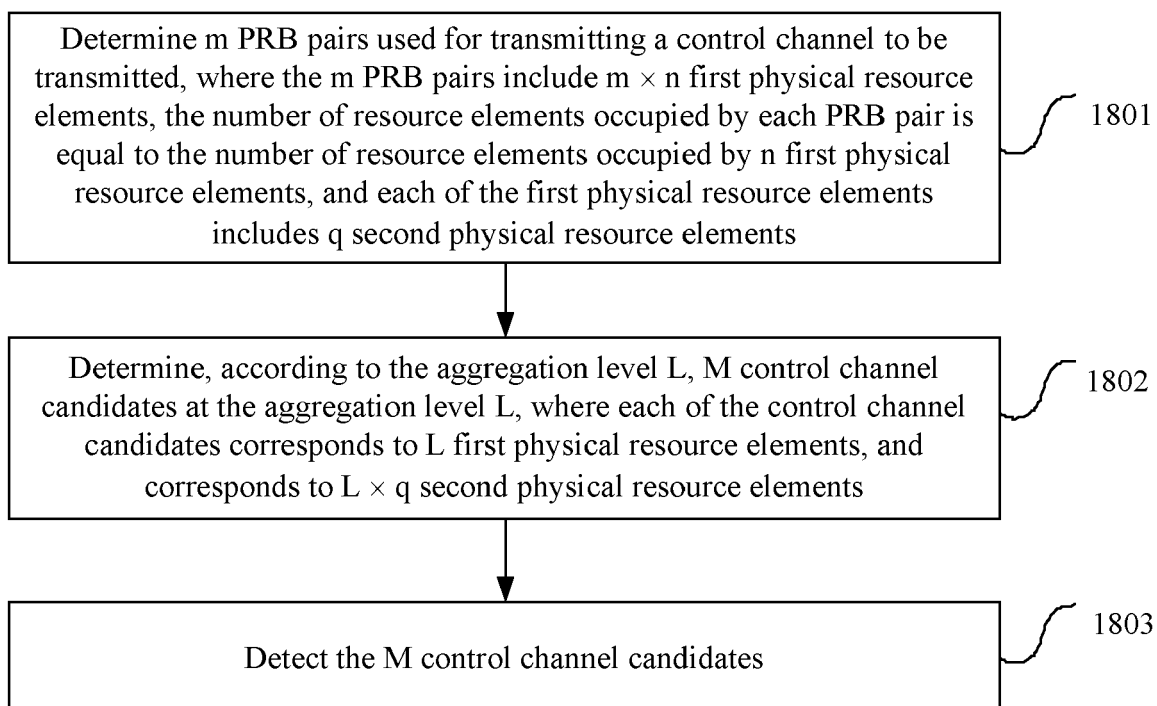 Determine m PRB pairs used for transmitting a control channel to be
transmitted, where the m PRB pairs include m × n first physical resource
elements, the number of resource elements occupied by each PRB pair is
equal to the number of resource elements occupied by n first physical
resource elements, and each of the first physical resource elements
includes q second physical resource elements
1801
Determine, according to the aggregation level L, M control channel
candidates at the aggregation level L, where each of the control channel
candidates corresponds to L first physical resource elements, and
corresponds to L × q second physical resource elements
1802
Detect the M control channel candidates
1803